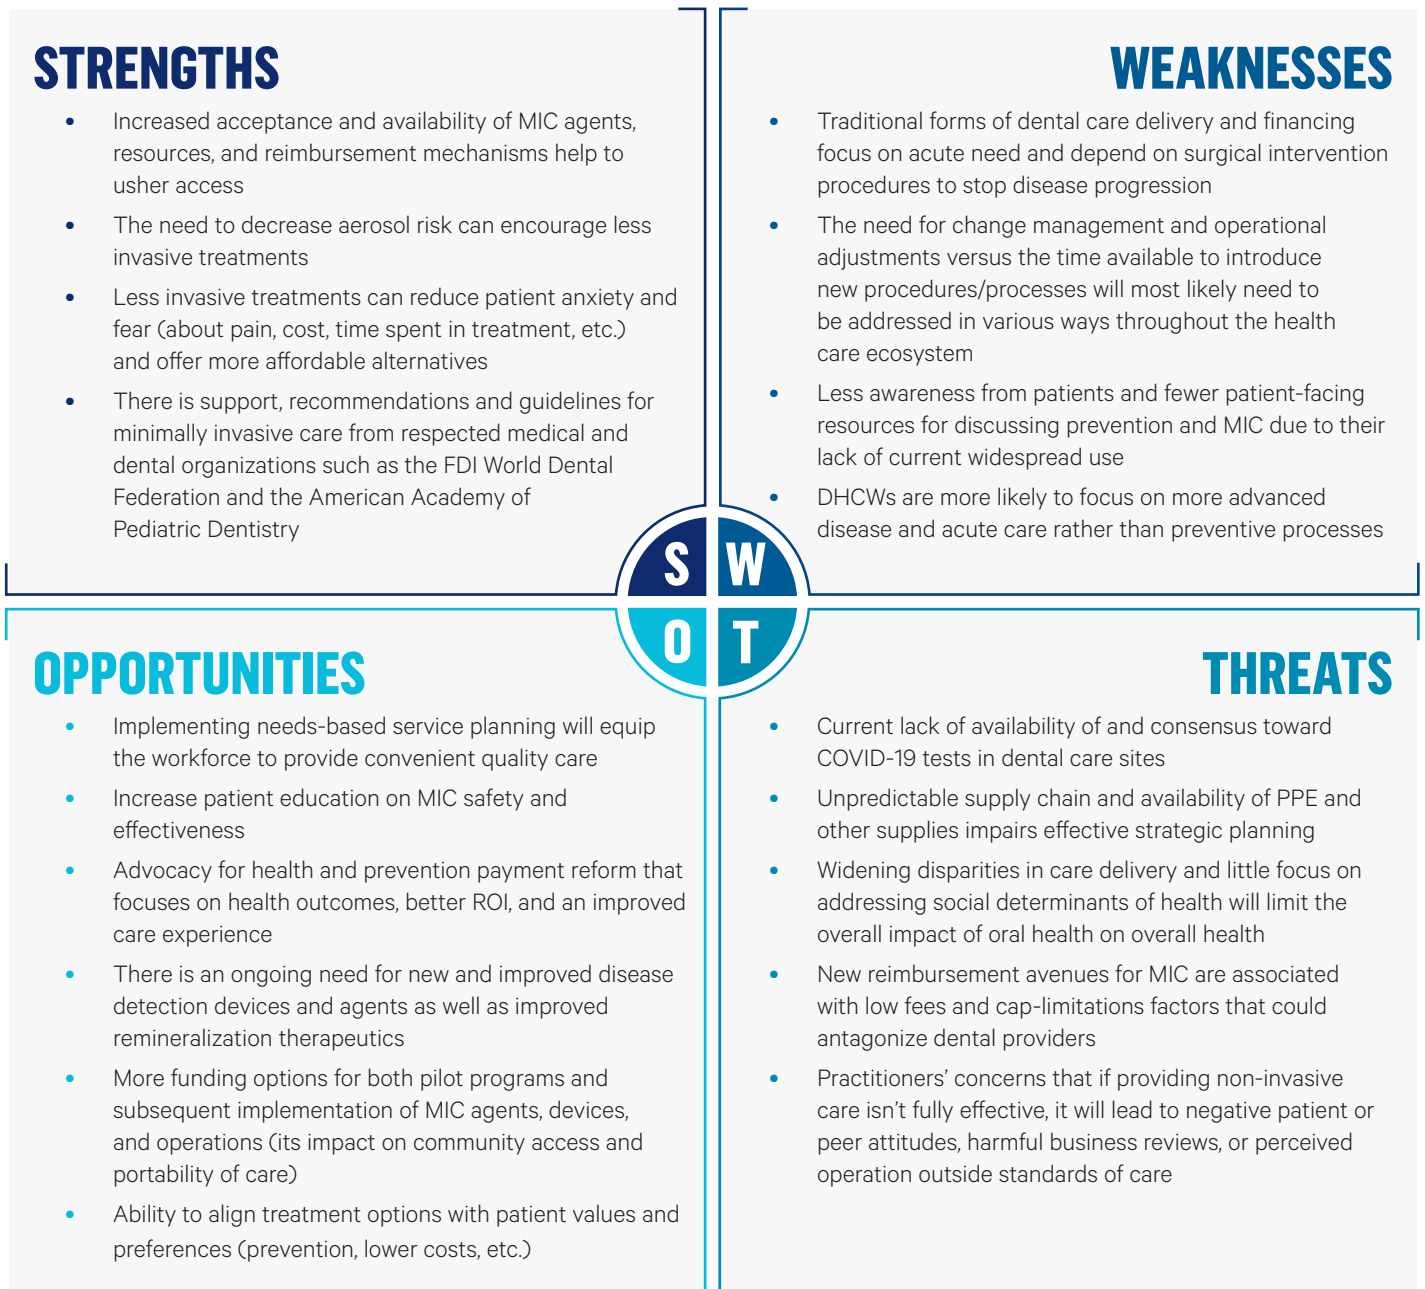 STRENGTHS
• Increased acceptance and availability of MIC agents,
resources, and reimbursement mechanisms help to
usher access
• The need to decrease aerosol risk can encourage less
invasive treatments
• Less invasive treatments can reduce patient anxiety and
fear (about pain, cost, time spent in treatment, etc.)
and offer more affordable alternatives
• There is support, recommendations and guidelines for
minimally invasive care from respected medical and
dental organizations such as the FDI World Dental
Federation and the American Academy of
Pediatric Dentistry
WEAKNESSES
• Traditional forms of dental care delivery and financing
focus on acute need and depend on surgical intervention
procedures to stop disease progression
• The need for change management and operational
adjustments versus the time available to introduce
new procedures/processes will most likely need to
be addressed in various ways throughout the health
care ecosystem
• Less awareness from patients and fewer patient-facing
resources for discussing prevention and MIC due to their
lack of current widespread use
• DHCWs are more likely to focus on more advanced
disease and acute care rather than preventive processes
S W
O T
OPPORTUNITIES
• Implementing needs-based service planning will equip
the workforce to provide convenient quality care
• Increase patient education on MIC safety and
effectiveness
• Advocacy for health and prevention payment reform that
focuses on health outcomes, better ROI, and an improved
care experience
• There is an ongoing need for new and improved disease
detection devices and agents as well as improved
remineralization therapeutics
• More funding options for both pilot programs and
subsequent implementation of MIC agents, devices,
and operations (its impact on community access and
portability of care)
• Ability to align treatment options with patient values and
preferences (prevention, lower costs, etc.)
THREATS
• Current lack of availability of and consensus toward
COVID-19 tests in dental care sites
• Unpredictable supply chain and availability of PPE and
other supplies impairs effective strategic planning
• Widening disparities in care delivery and little focus on
addressing social determinants of health will limit the
overall impact of oral health on overall health
• New reimbursement avenues for MIC are associated
with low fees and cap-limitations factors that could
antagonize dental providers
• Practitioners’ concerns that if providing non-invasive
care isn’t fully effective, it will lead to negative patient or
peer attitudes, harmful business reviews, or perceived
operation outside standards of care